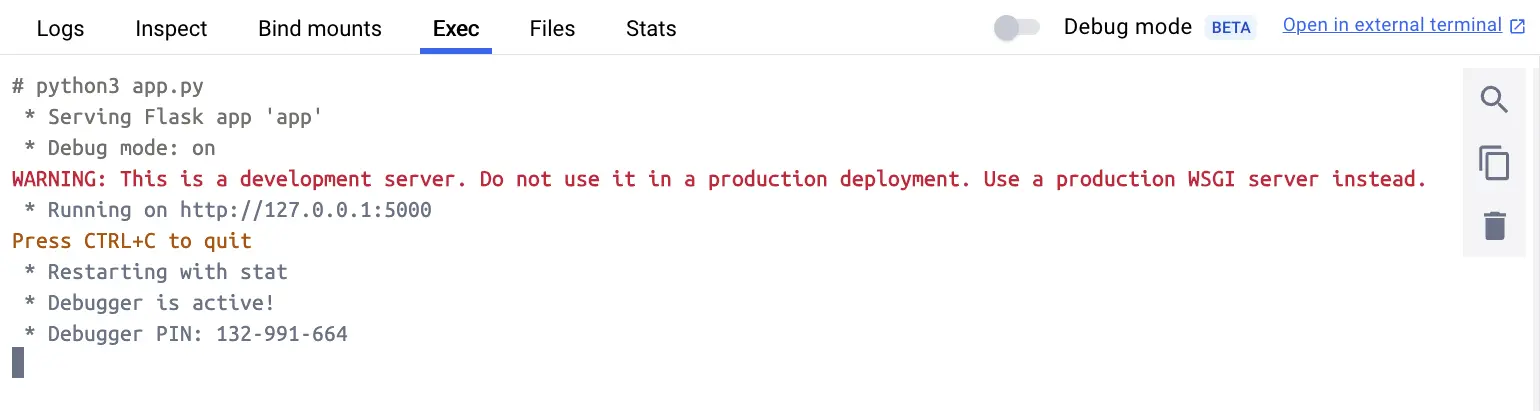 Logs Inspect Bind mounts Exec Files Stats Debug mode BETA Open in external terminal
# python3 app.py
 * Serving Flask app 'app'
 * Debug mode: on
WARNING: This is a development server. Do not use it in a production deployment. Use a production WSGI server instead.
 * Running on http://127.0.0.1:5000
Press CTRL+C to quit
 * Restarting with stat
 * Debugger is active!
 * Debugger PIN: 132-991-664